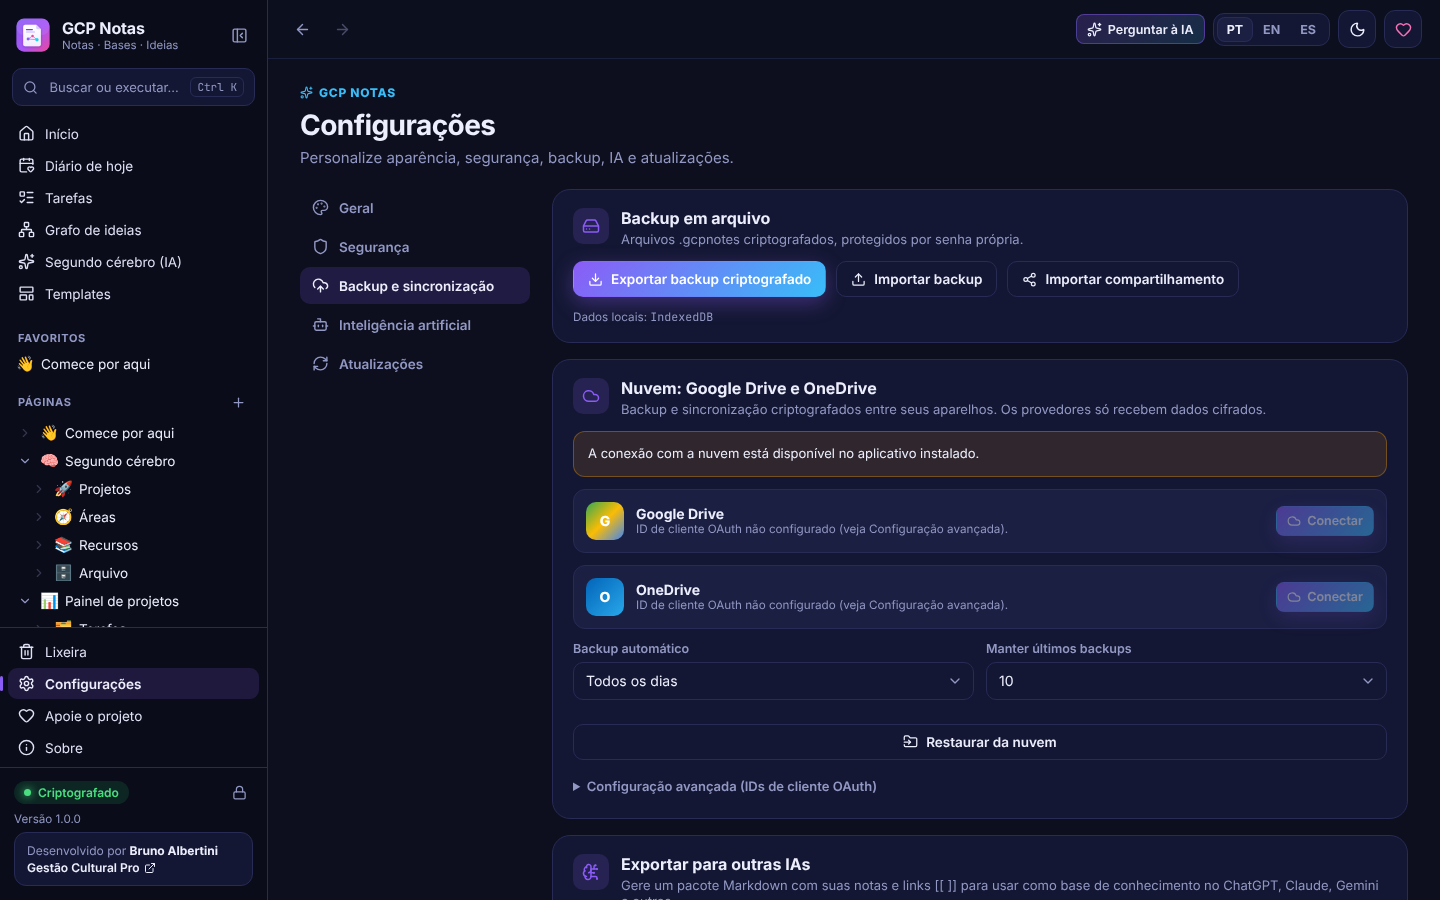 GCP Notas
Notas · Bases · Ideias
Buscar ou executar... Ctrl K
Início
Diário de hoje
Tarefas
Grafo de ideias
Segundo cérebro (IA)
Templates
FAVORITOS
Comece por aqui
PÁGINAS
Comece por aqui
Segundo cérebro
Projetos
Áreas
Recursos
Arquivo
Painel de projetos
Tarefas
Lixeira
Configurações
Apoie o projeto
Sobre
Criptografado
Versão 1.0.0
Desenvolvido por Bruno Albertini
Gestão Cultural Pro
Perguntar à IA
PT EN ES
GCP NOTAS
Configurações
Personalize aparência, segurança, backup, IA e atualizações.
Geral
Segurança
Backup e sincronização
Inteligência artificial
Atualizações
Backup em arquivo
Arquivos .gcpnotes criptografados, protegidos por senha própria.
Exportar backup criptografado
Importar backup
Importar compartilhamento
Dados locais: IndexedDB
Nuvem: Google Drive e OneDrive
Backup e sincronização criptografados entre seus aparelhos. Os provedores só recebem dados cifrados.
A conexão com a nuvem está disponível no aplicativo instalado.
G
Google Drive
ID de cliente OAuth não configurado (veja Configuração avançada).
Conectar
O
OneDrive
ID de cliente OAuth não configurado (veja Configuração avançada).
Conectar
Backup automático
Todos os dias
Manter últimos backups
10
Restaurar da nuvem
Configuração avançada (IDs de cliente OAuth)
Exportar para outras IAs
Gere um pacote Markdown com suas notas e links [[ ]] para usar como base de conhecimento no ChatGPT, Claude, Gemini